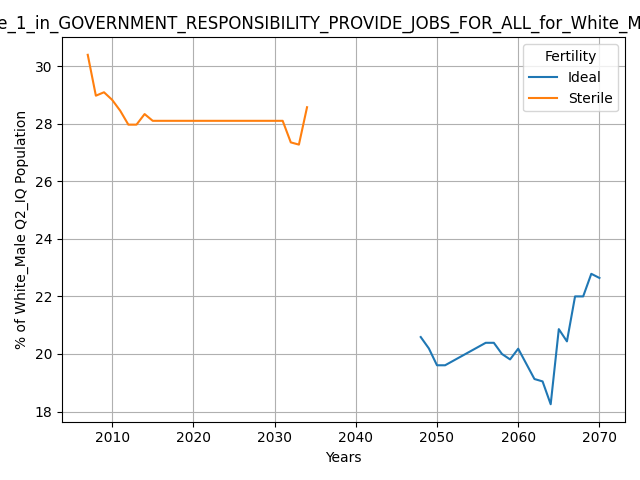 e_1_in_GOVERNMENT_RESPONSIBILITY_PROVIDE_JOBS_FOR_ALL_for_White_M
Fertility
Ideal
Sterile
% of White_Male Q2_IQ Population
30
28
26
24
22
20
18
2010
2020
2030
2040
2050
2060
2070
Years